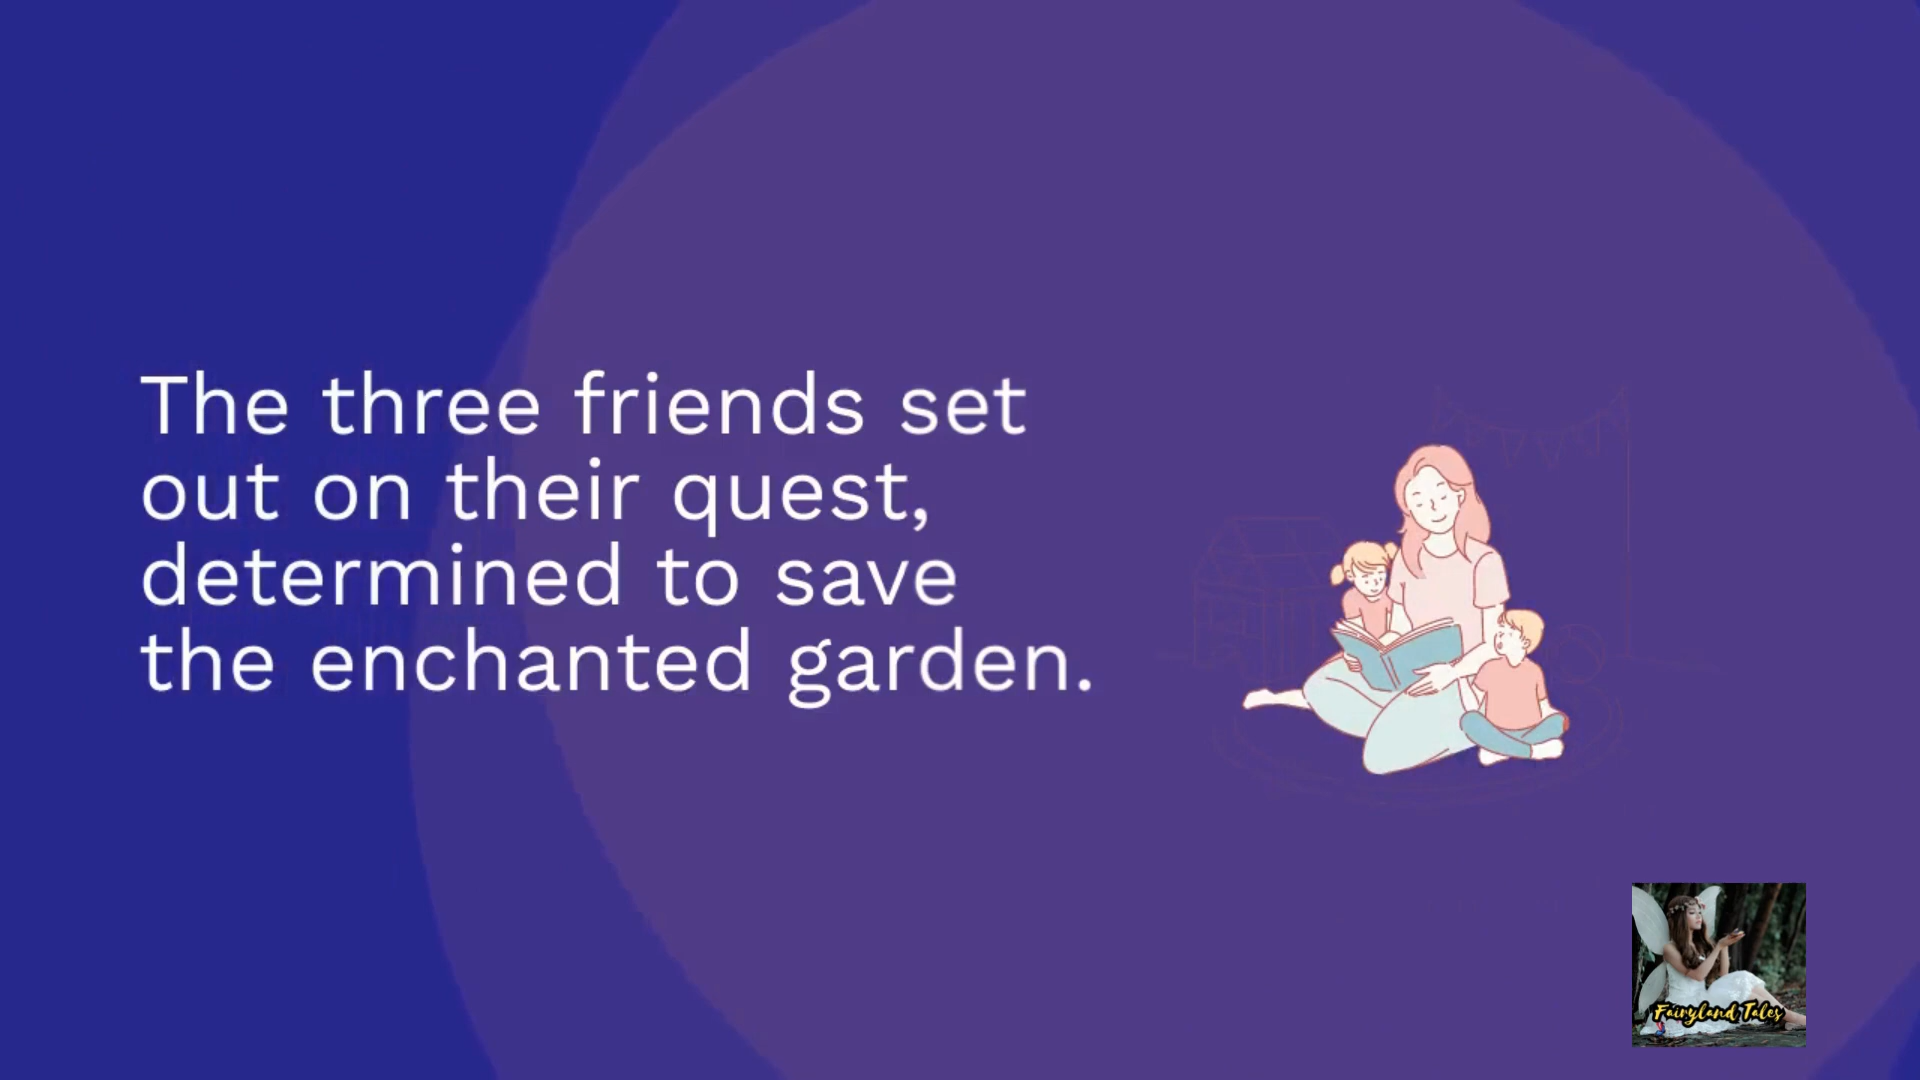 The three friends set
out on their quest,
determined to save
the enchanted garden.
Fairyland Tales